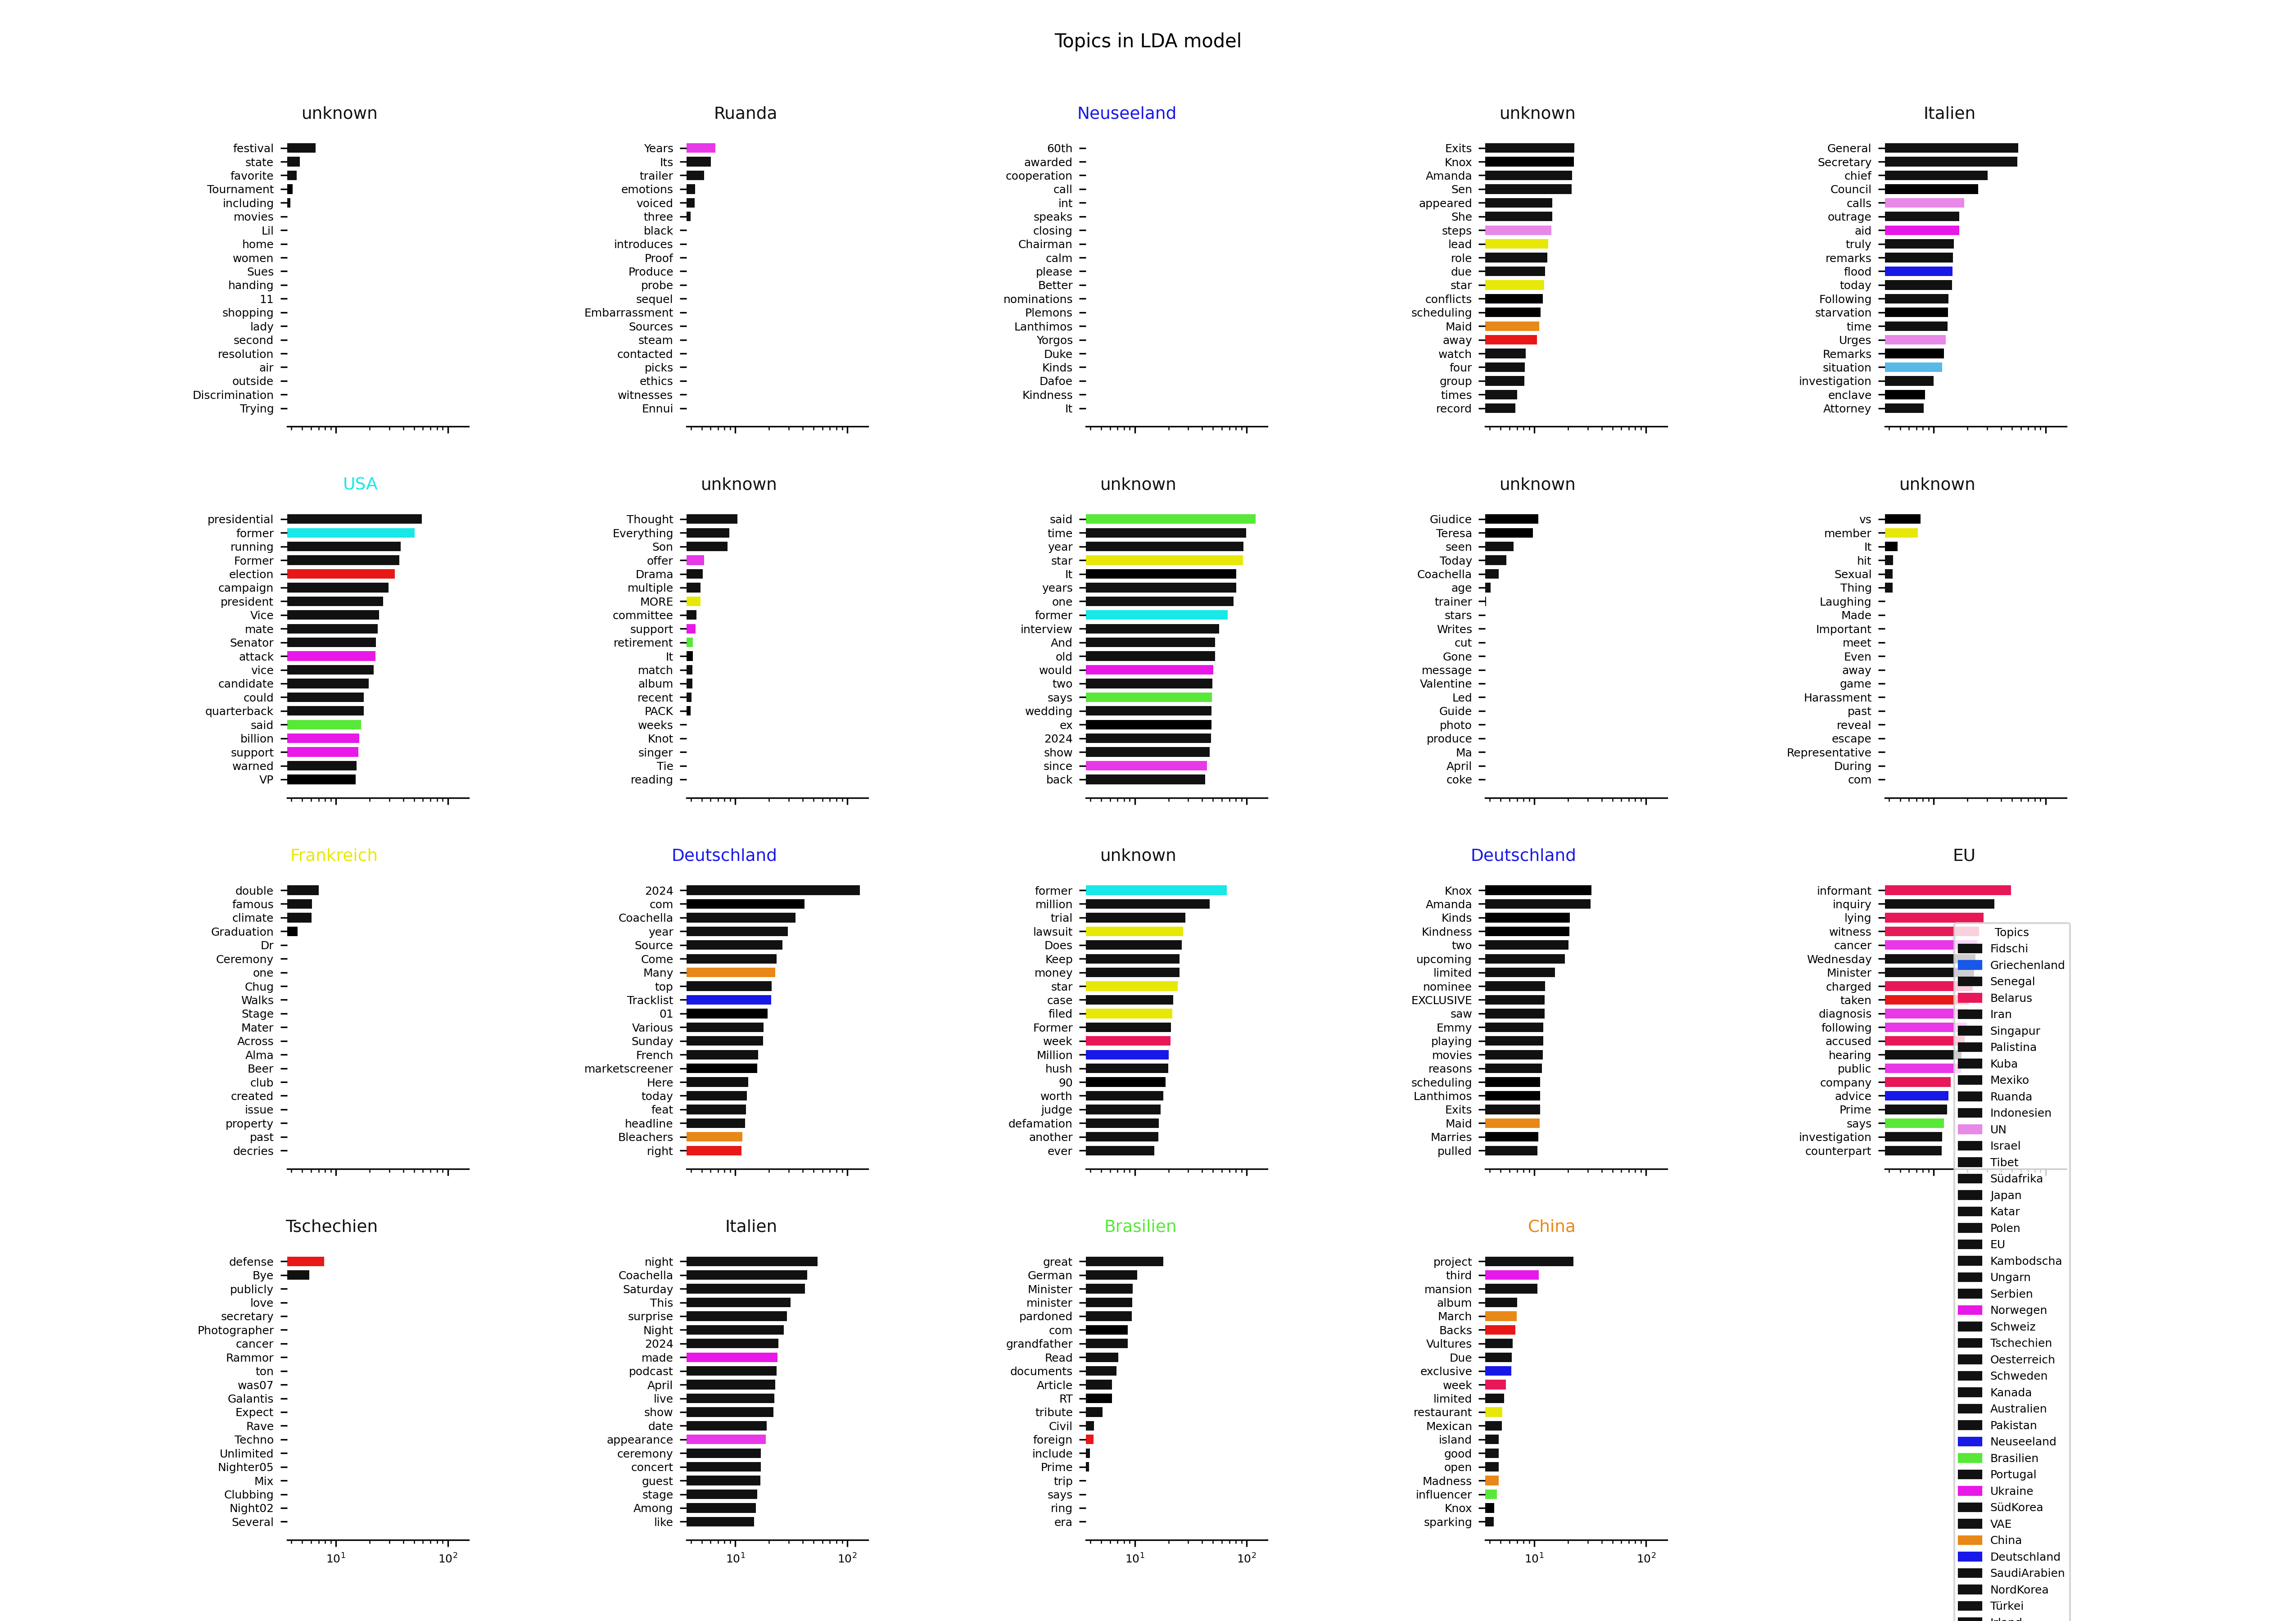 Topics in LDA model
unknown
festival
state
favorite
Tournament
including
movies
Lil
home
women
Sues
handing
11
shopping
lady
second
resolution
air
outside
Discrimination
Trying
Ruanda
Years
Its
trailer
emotions
voiced
three
black
introduces
Proof
Produce
probe
sequel
Embarrassment
Sources
steam
contacted
picks
ethics
witnesses
Ennui
Neuseeland
60th
awarded
cooperation
call
int
speaks
closing
Chairman
calm
please
Better
nominations
Plemons
Lanthimos
Yorgos
Duke
Kinds
Dafoe
Kindness
It
unknown
Exits
Knox
Amanda
Sen
appeared
She
steps
lead
role
due
star
conflicts
scheduling
Maid
away
watch
four
group
times
record
Italien
General
Secretary
chief
Council
calls
outrage
aid
truly
remarks
flood
today
Following
starvation
time
Urges
Remarks
situation
investigation
enclave
Attorney
USA
presidential
former
running
Former
election
campaign
president
Vice
mate
Senator
attack
vice
candidate
could
quarterback
said
billion
support
warned
VP
unknown
Thought
Everything
Son
offer
Drama
multiple
MORE
committee
support
retirement
It
match
album
recent
PACK
weeks
Knot
singer
Tie
reading
unknown
said
time
year
star
It
years
one
former
interview
And
old
would
two
says
wedding
ex
2024
show
since
back
unknown
Giudice
Teresa
seen
Today
Coachella
age
trainer
stars
Writes
cut
Gone
message
Valentine
Led
Guide
photo
produce
Ma
April
coke
unknown
vs
member
It
hit
Sexual
Thing
Laughing
Made
Important
meet
Even
away
game
Harassment
past
reveal
escape
Representative
During
com
Frankreich
double
famous
climate
Graduation
Dr
Ceremony
one
Chug
Walks
Stage
Mater
Across
Alma
Beer
club
created
issue
property
past
decries
Deutschland
2024
com
Coachella
year
Source
Come
Many
top
Tracklist
01
Various
Sunday
French
marketscreener
Here
today
feat
headline
Bleachers
right
unknown
former
million
trial
lawsuit
Does
Keep
money
star
case
filed
Former
week
Million
hush
90
worth
judge
defamation
another
ever
Deutschland
Knox
Amanda
Kinds
Kindness
two
upcoming
limited
nominee
EXCLUSIVE
saw
Emmy
playing
movies
reasons
scheduling
Lanthimos
Exits
Maid
Marries
pulled
EU
informant
inquiry
lying
witness
cancer
Wednesday
Minister
charged
taken
diagnosis
following
accused
hearing
public
company
advice
Prime
says
investigation
counterpart
Tschechien
defense
Bye
publicly
love
secretary
Photographer
cancer
Rammor
ton
was07
Galantis
Expect
Rave
Techno
Unlimited
Nighter05
Mix
Clubbing
Night02
Several
10¹
10²
Italien
night
Coachella
Saturday
This
surprise
Night
2024
made
podcast
April
live
show
date
appearance
ceremony
concert
guest
stage
Among
like
10¹
10²
Brasilien
great
German
Minister
minister
pardoned
com
grandfather
Read
documents
Article
RT
tribute
Civil
foreign
include
Prime
trip
says
ring
era
10¹
10²
China
project
third
mansion
album
March
Backs
Vultures
Due
exclusive
week
limited
restaurant
Mexican
island
good
open
Madness
influencer
Knox
sparking
10¹
10²
Topics
Fidschi
Griechenland
Senegal
Belarus
Iran
Singapur
Palistina
Kuba
Mexiko
Ruanda
Indonesien
UN
Israel
Tibet
Südafrika
Japan
Katar
Polen
EU
Kambodscha
Ungarn
Serbien
Norwegen
Schweiz
Tschechien
Oesterreich
Schweden
Kanada
Australien
Pakistan
Neuseeland
Brasilien
Portugal
Ukraine
SüdKorea
VAE
China
Deutschland
SaudiArabien
NordKorea
Türkei